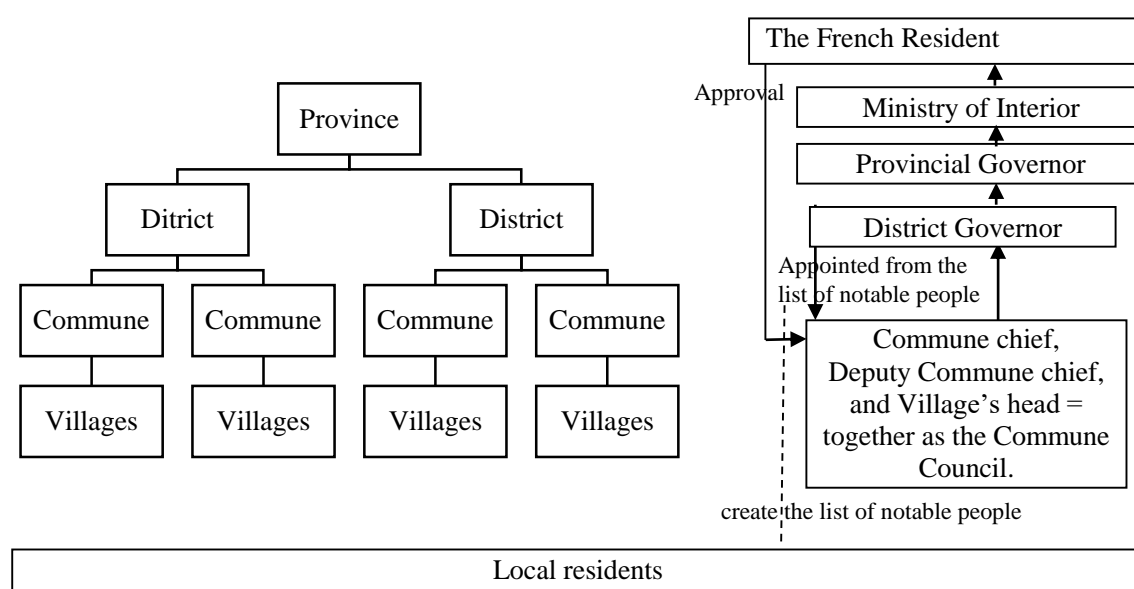 The French Resident
Approval
Ministry of Interior
Province
Provincial Governor
Ditrict
District
District Governor
Appointed from the
list of notable people
Commune
Commune
Commune
Commune
Commune chief,
Deputy Commune chief,
and Village's head =
together as the Commune
Council.
Villages
Villages
Villages
Villages
create the list of notable people
Local residents